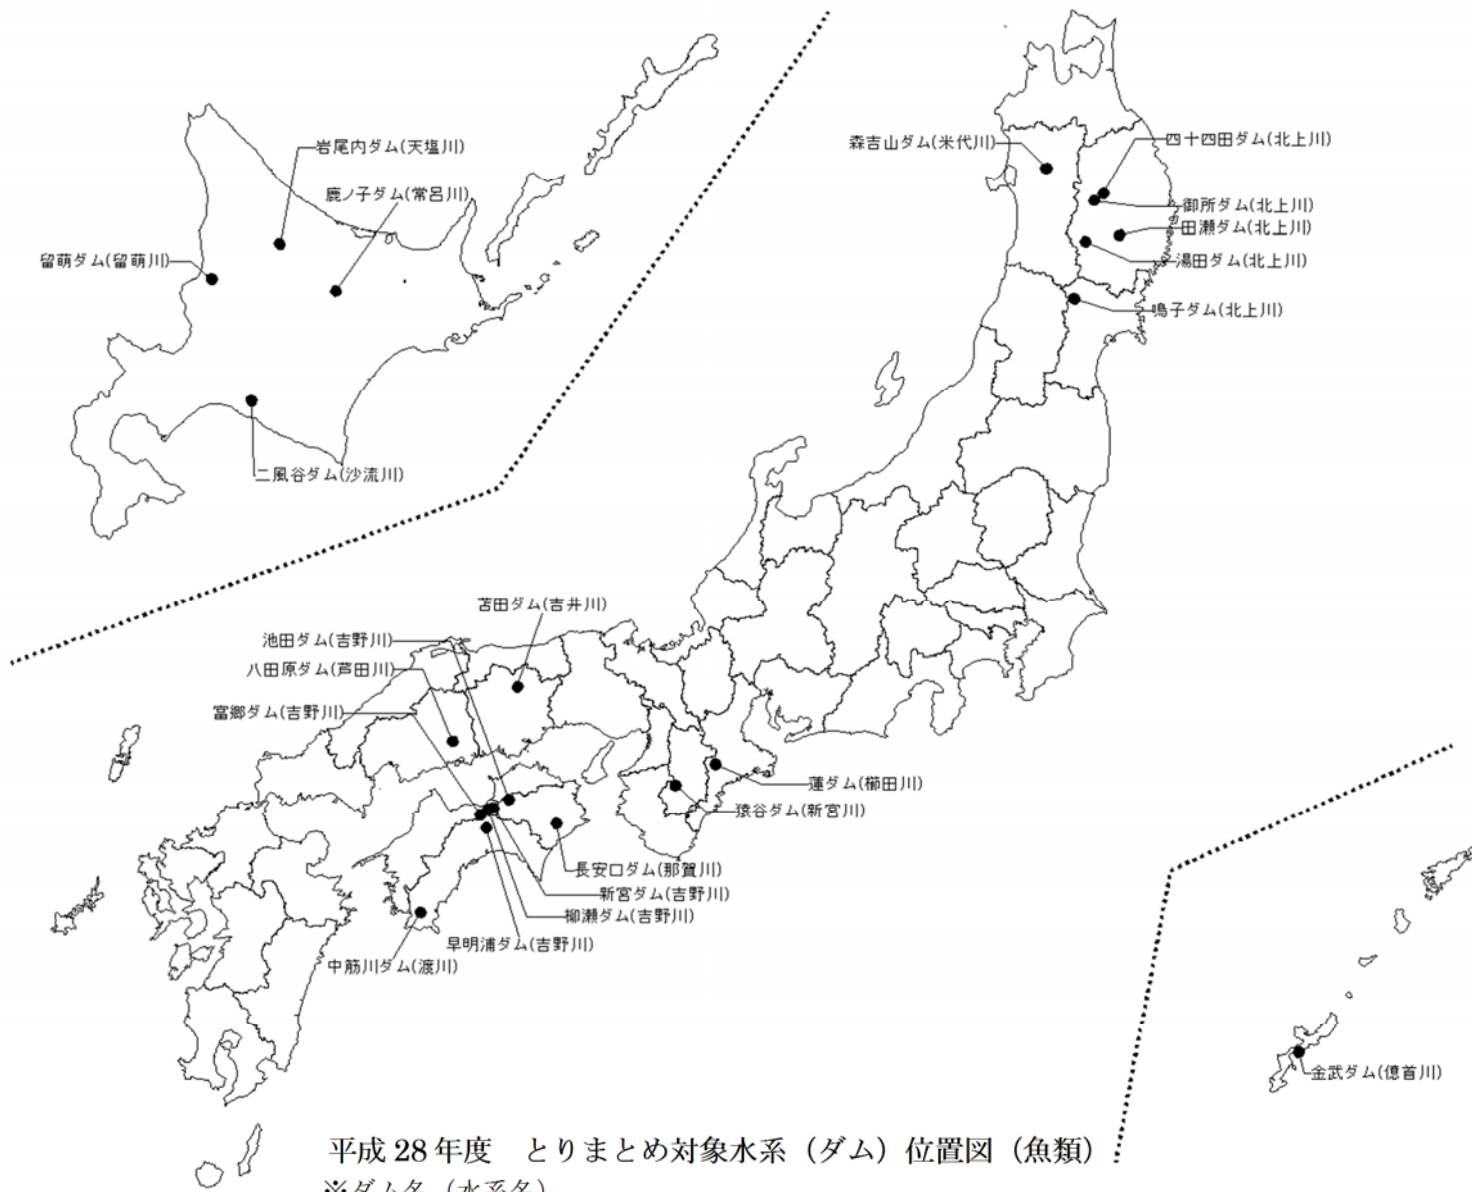 岩尾内ダム(天塩川)
鹿ノ子ダム(常呂川)
留萌ダム(留萌川)
二風谷ダム(沙流川)
森吉山ダム(米代川)
四十四田ダム(北上川)
御所ダム(北上川)
田瀬ダム(北上川)
湯田ダム(北上川)
鳴子ダム(北上川)
苫田ダム(吉井川)
池田ダム(吉野川)
八田原ダム(芦田川)
富郷ダム(吉野川)
蓮ダム(櫛田川)
猿谷ダム(新宮川)
長安口ダム(那賀川)
新宮ダム(吉野川)
柳瀬ダム(吉野川)
早明浦ダム(吉野川)
中筋川ダム(渡川)
金武ダム(億首川)
平成 28 年度　とりまとめ対象水系（ダム）位置図（魚類）
※ダム名（水系名）